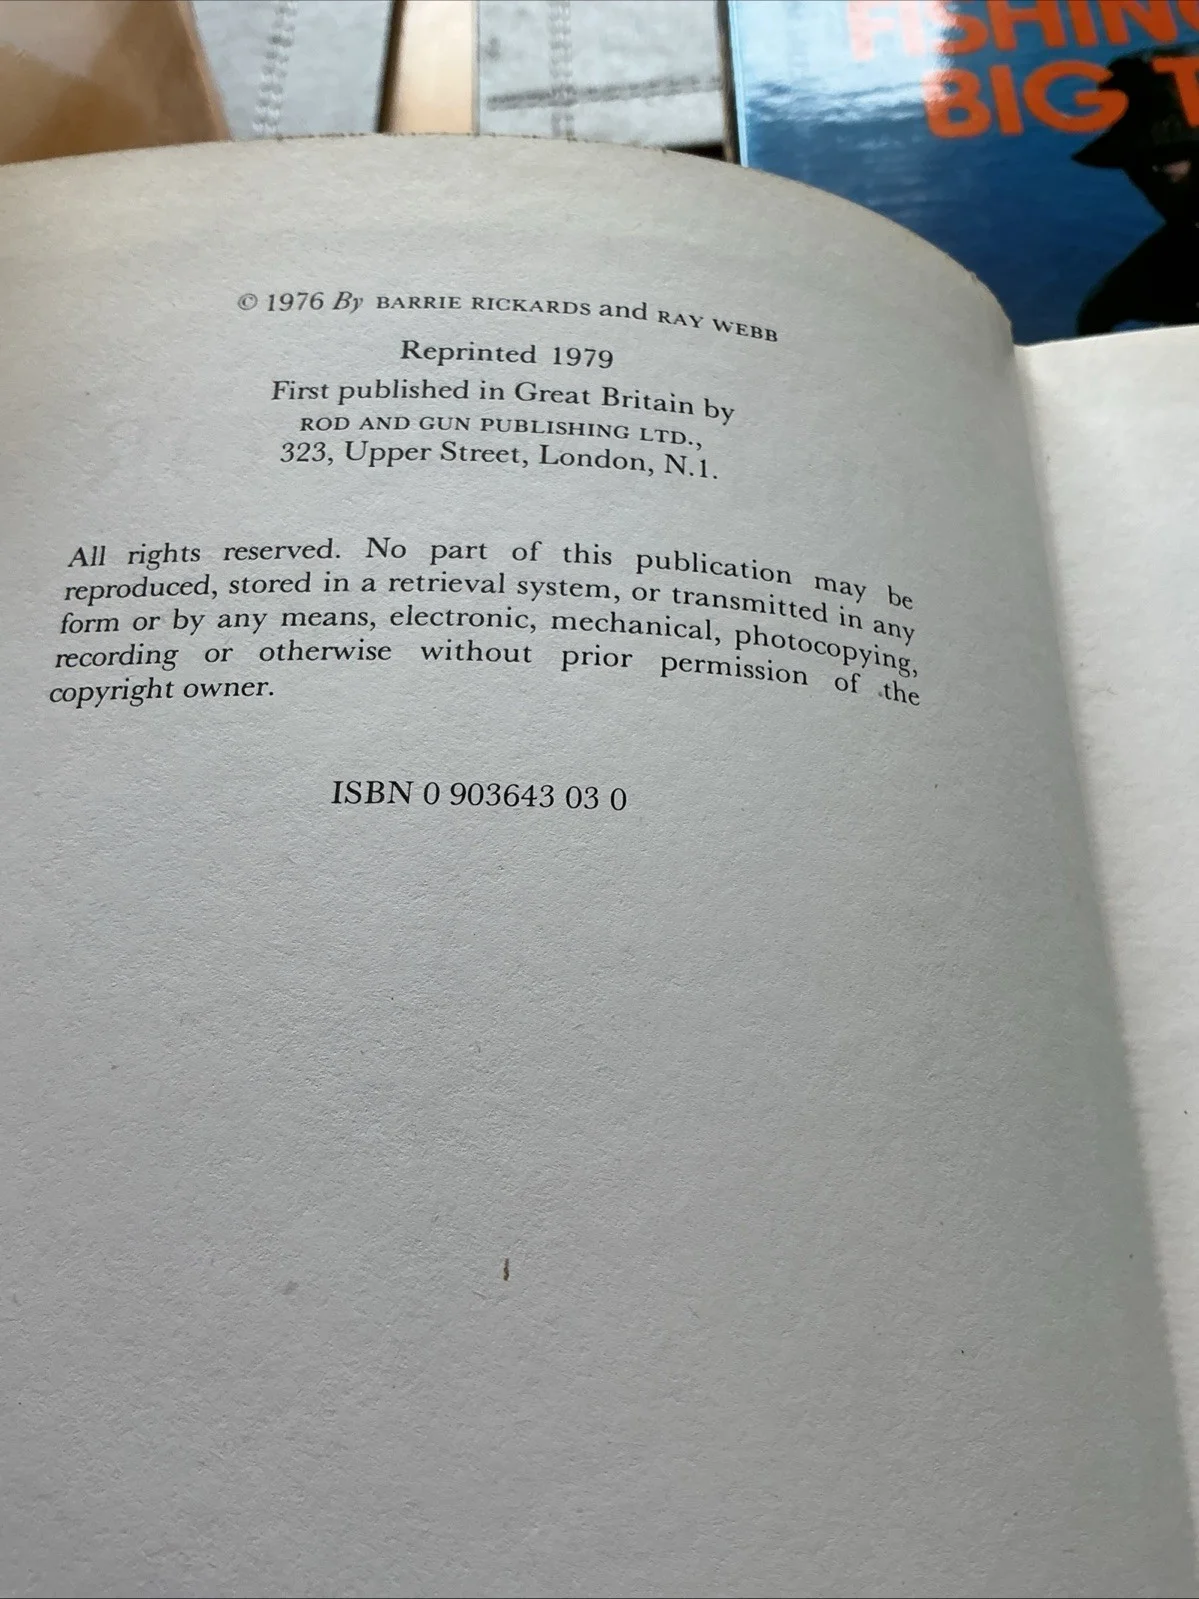 FISHING
BIG
© 1976 By BARRIE RICKARDS and RAY WEBB
Reprinted 1979
First published in Great Britain by
ROD AND GUN PUBLISHING LTD.,
323, Upper Street, London, N.1.
All rights reserved. No part of this publication may be
reproduced, stored in a retrieval system, or transmitted in any
form or by any means, electronic, mechanical, photocopying,
recording or otherwise without prior permission of the
copyright owner.
ISBN 0 903643 03 0